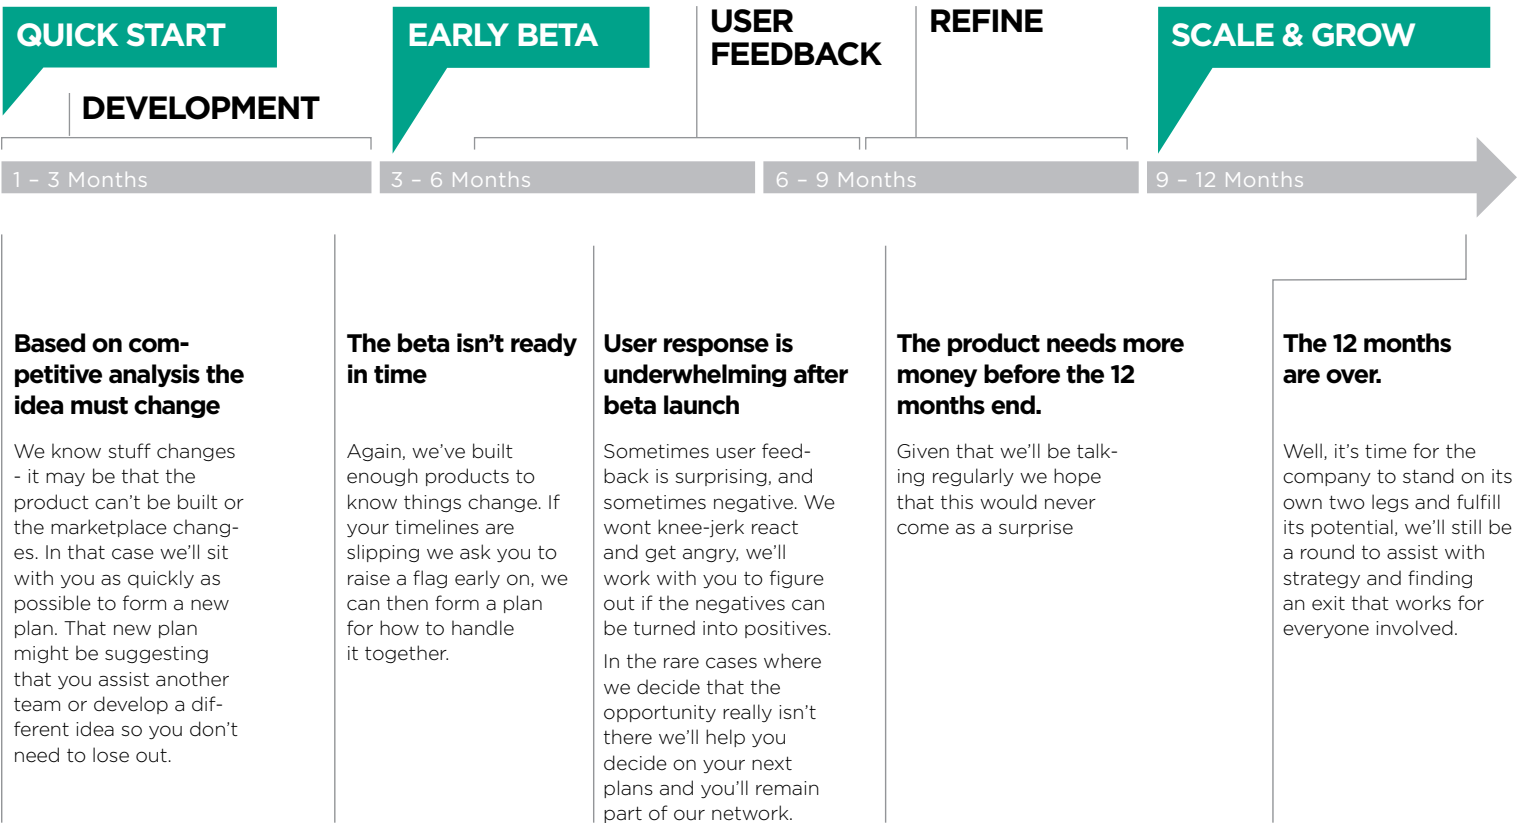 QUICK START
DEVELOPMENT
EARLY BETA
USER
FEEDBACK
REFINE
SCALE & GROW
1 – 3 Months
3 – 6 Months
6 – 9 Months
9 – 12 Months
Based on com-
petitive analysis the
idea must change
We know stuff changes
- it may be that the
product can’t be built or
the marketplace chang-
es. In that case we’ll sit
with you as quickly as
possible to form a new
plan. That new plan
might be suggesting
that you assist another
team or develop a dif-
ferent idea so you don’t
need to lose out.
The beta isn’t ready
in time
Again, we’ve built
enough products to
know things change. If
your timelines are
slipping we ask you to
raise a flag early on, we
can then form a plan
for how to handle
it together.
User response is
underwhelming after
beta launch
Sometimes user feed-
back is surprising, and
sometimes negative. We
wont knee-jerk react
and get angry, we’ll
work with you to figure
out if the negatives can
be turned into positives.
In the rare cases where
we decide that the
opportunity really isn’t
there we’ll help you
decide on your next
plans and you’ll remain
part of our network.
The product needs more
money before the 12
months end.
Given that we’ll be talk-
ing regularly we hope
that this would never
come as a surprise
The 12 months
are over.
Well, it’s time for the
company to stand on its
own two legs and fulfill
its potential, we’ll still be
a round to assist with
strategy and finding
an exit that works for
everyone involved.